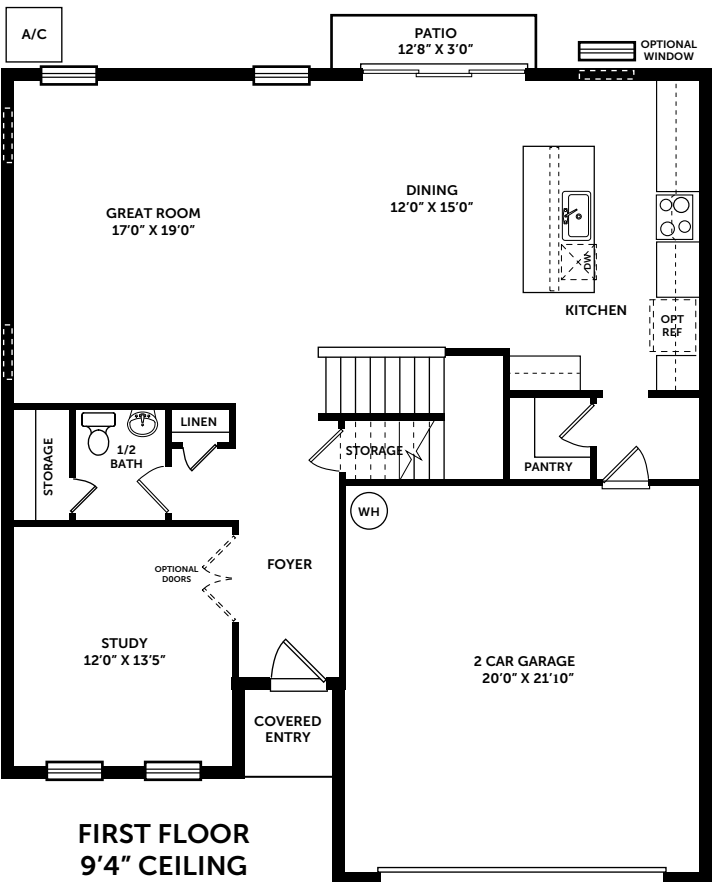 A/C
PATIO
12'8" X 3'0"
OPTIONAL
WINDOW
GREAT ROOM
17'0" X 19'0"
DINING
12'0" X 15'0"
DW
KITCHEN
OPT
REF
LINEN
1/2
BATH
STORAGE
STORAGE
PANTRY
WH
OPTIONAL
DOORS
FOYER
STUDY
12'0" X 13'5"
2 CAR GARAGE
20'0" X 21'10"
COVERED
ENTRY
FIRST FLOOR
9'4" CEILING